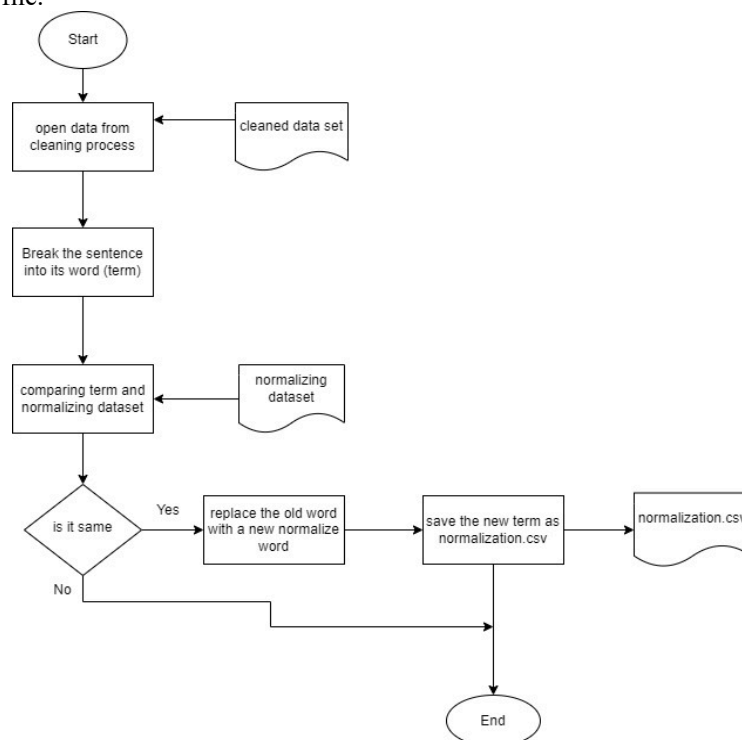 Start
open data from
cleaning process
cleaned data set
Break the sentence
into its word (term)
comparing term and
normalizing dataset
normalizing
dataset
is it same
Yes
replace the old word
with a new normalize
word
save the new term as
normalization.csv
normalization.csv
No
End